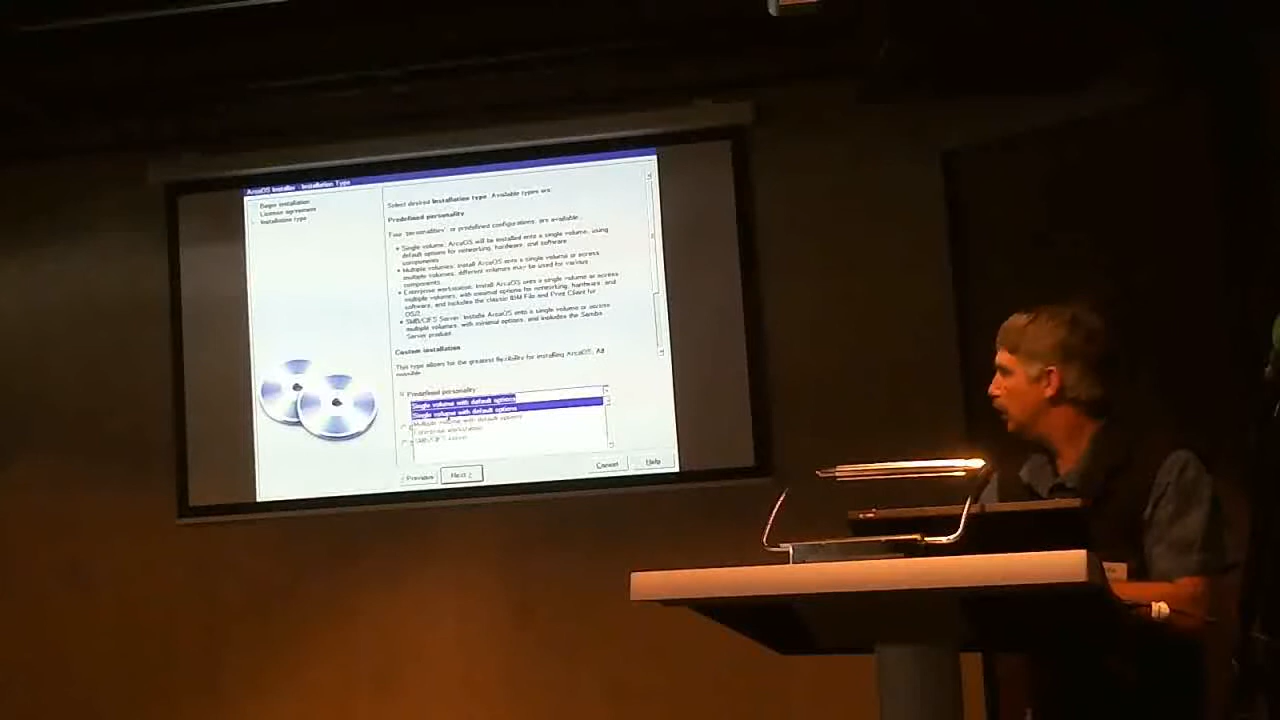 ArcaOS Installer - Installation Type
Begin installation
License agreement
Installation type
Select desired Installation type. Available types are:
Predefined personality
Four 'personalities' or predefined configurations, are available.
• Single volume: ArcaOS will be installed onto a single volume, using
default options for networking, hardware, and software
components.
• Multiple volumes: Install ArcaOS onto a single volume or across
multiple volumes; different volumes may be used for various
components.
• Enterprise workstation: Install ArcaOS onto a single volume or across
multiple volumes, with minimal options for networking, hardware, and
software, and includes the classic IBM File and Print Client for
OS/2.
• SMB/CIFS Server: Installs ArcaOS onto a single volume or across
multiple volumes, with minimal options, and includes the Samba
Server product.
Custom installation
This type allows for the greatest flexibility for installing ArcaOS. All
possible
Predefined personality:
Single volume with default options
Single volume with default options
Multiple volume with default options
Enterprise workstation
SMB/CIFS server
< Previous
Next >
Cancel
Help